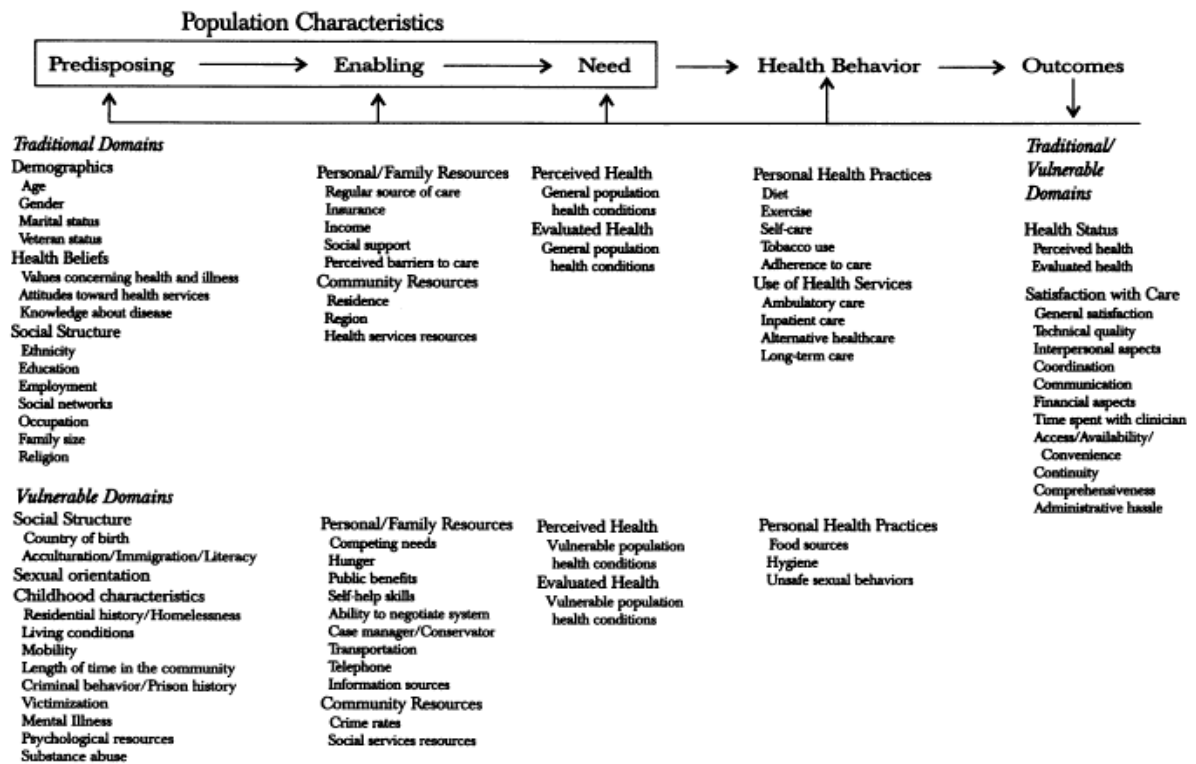 Population Characteristics
Predisposing
Enabling
Need
Health Behavior
Outcomes
Traditional Domains
Demographics
Age
Gender
Marital status
Veteran status
Health Beliefs
Values concerning health and illness
Attitudes toward health services
Knowledge about disease
Social Structure
Ethnicity
Education
Employment
Social networks
Occupation
Family size
Religion
Personal/Family Resources
Regular source of care
Insurance
Income
Social support
Perceived barriers to care
Community Resources
Residence
Region
Health services resources
Perceived Health
General population
health conditions
Evaluated Health
General population
health conditions
Personal Health Practices
Diet
Exercise
Self-care
Tobacco use
Adherence to care
Use of Health Services
Ambulatory care
Inpatient care
Alternative healthcare
Long-term care
Traditional/
Vulnerable
Domains
Health Status
Perceived health
Evaluated health
Satisfaction with Care
General satisfaction
Technical quality
Interpersonal aspects
Coordination
Communication
Financial aspects
Time spent with clinician
Access/Availability/
Convenience
Continuity
Comprehensiveness
Administrative hassle
Vulnerable Domains
Social Structure
Country of birth
Acculturation/Immigration/Literacy
Sexual orientation
Childhood characteristics
Residential history/Homelessness
Living conditions
Mobility
Length of time in the community
Criminal behavior/Prison history
Victimization
Mental Illness
Psychological resources
Substance abuse
Personal/Family Resources
Competing needs
Hunger
Public benefits
Self-help skills
Ability to negotiate system
Case manager/Conservator
Transportation
Telephone
Information sources
Community Resources
Crime rates
Social services resources
Perceived Health
Vulnerable population
health conditions
Evaluated Health
Vulnerable population
health conditions
Personal Health Practices
Food sources
Hygiene
Unsafe sexual behaviors